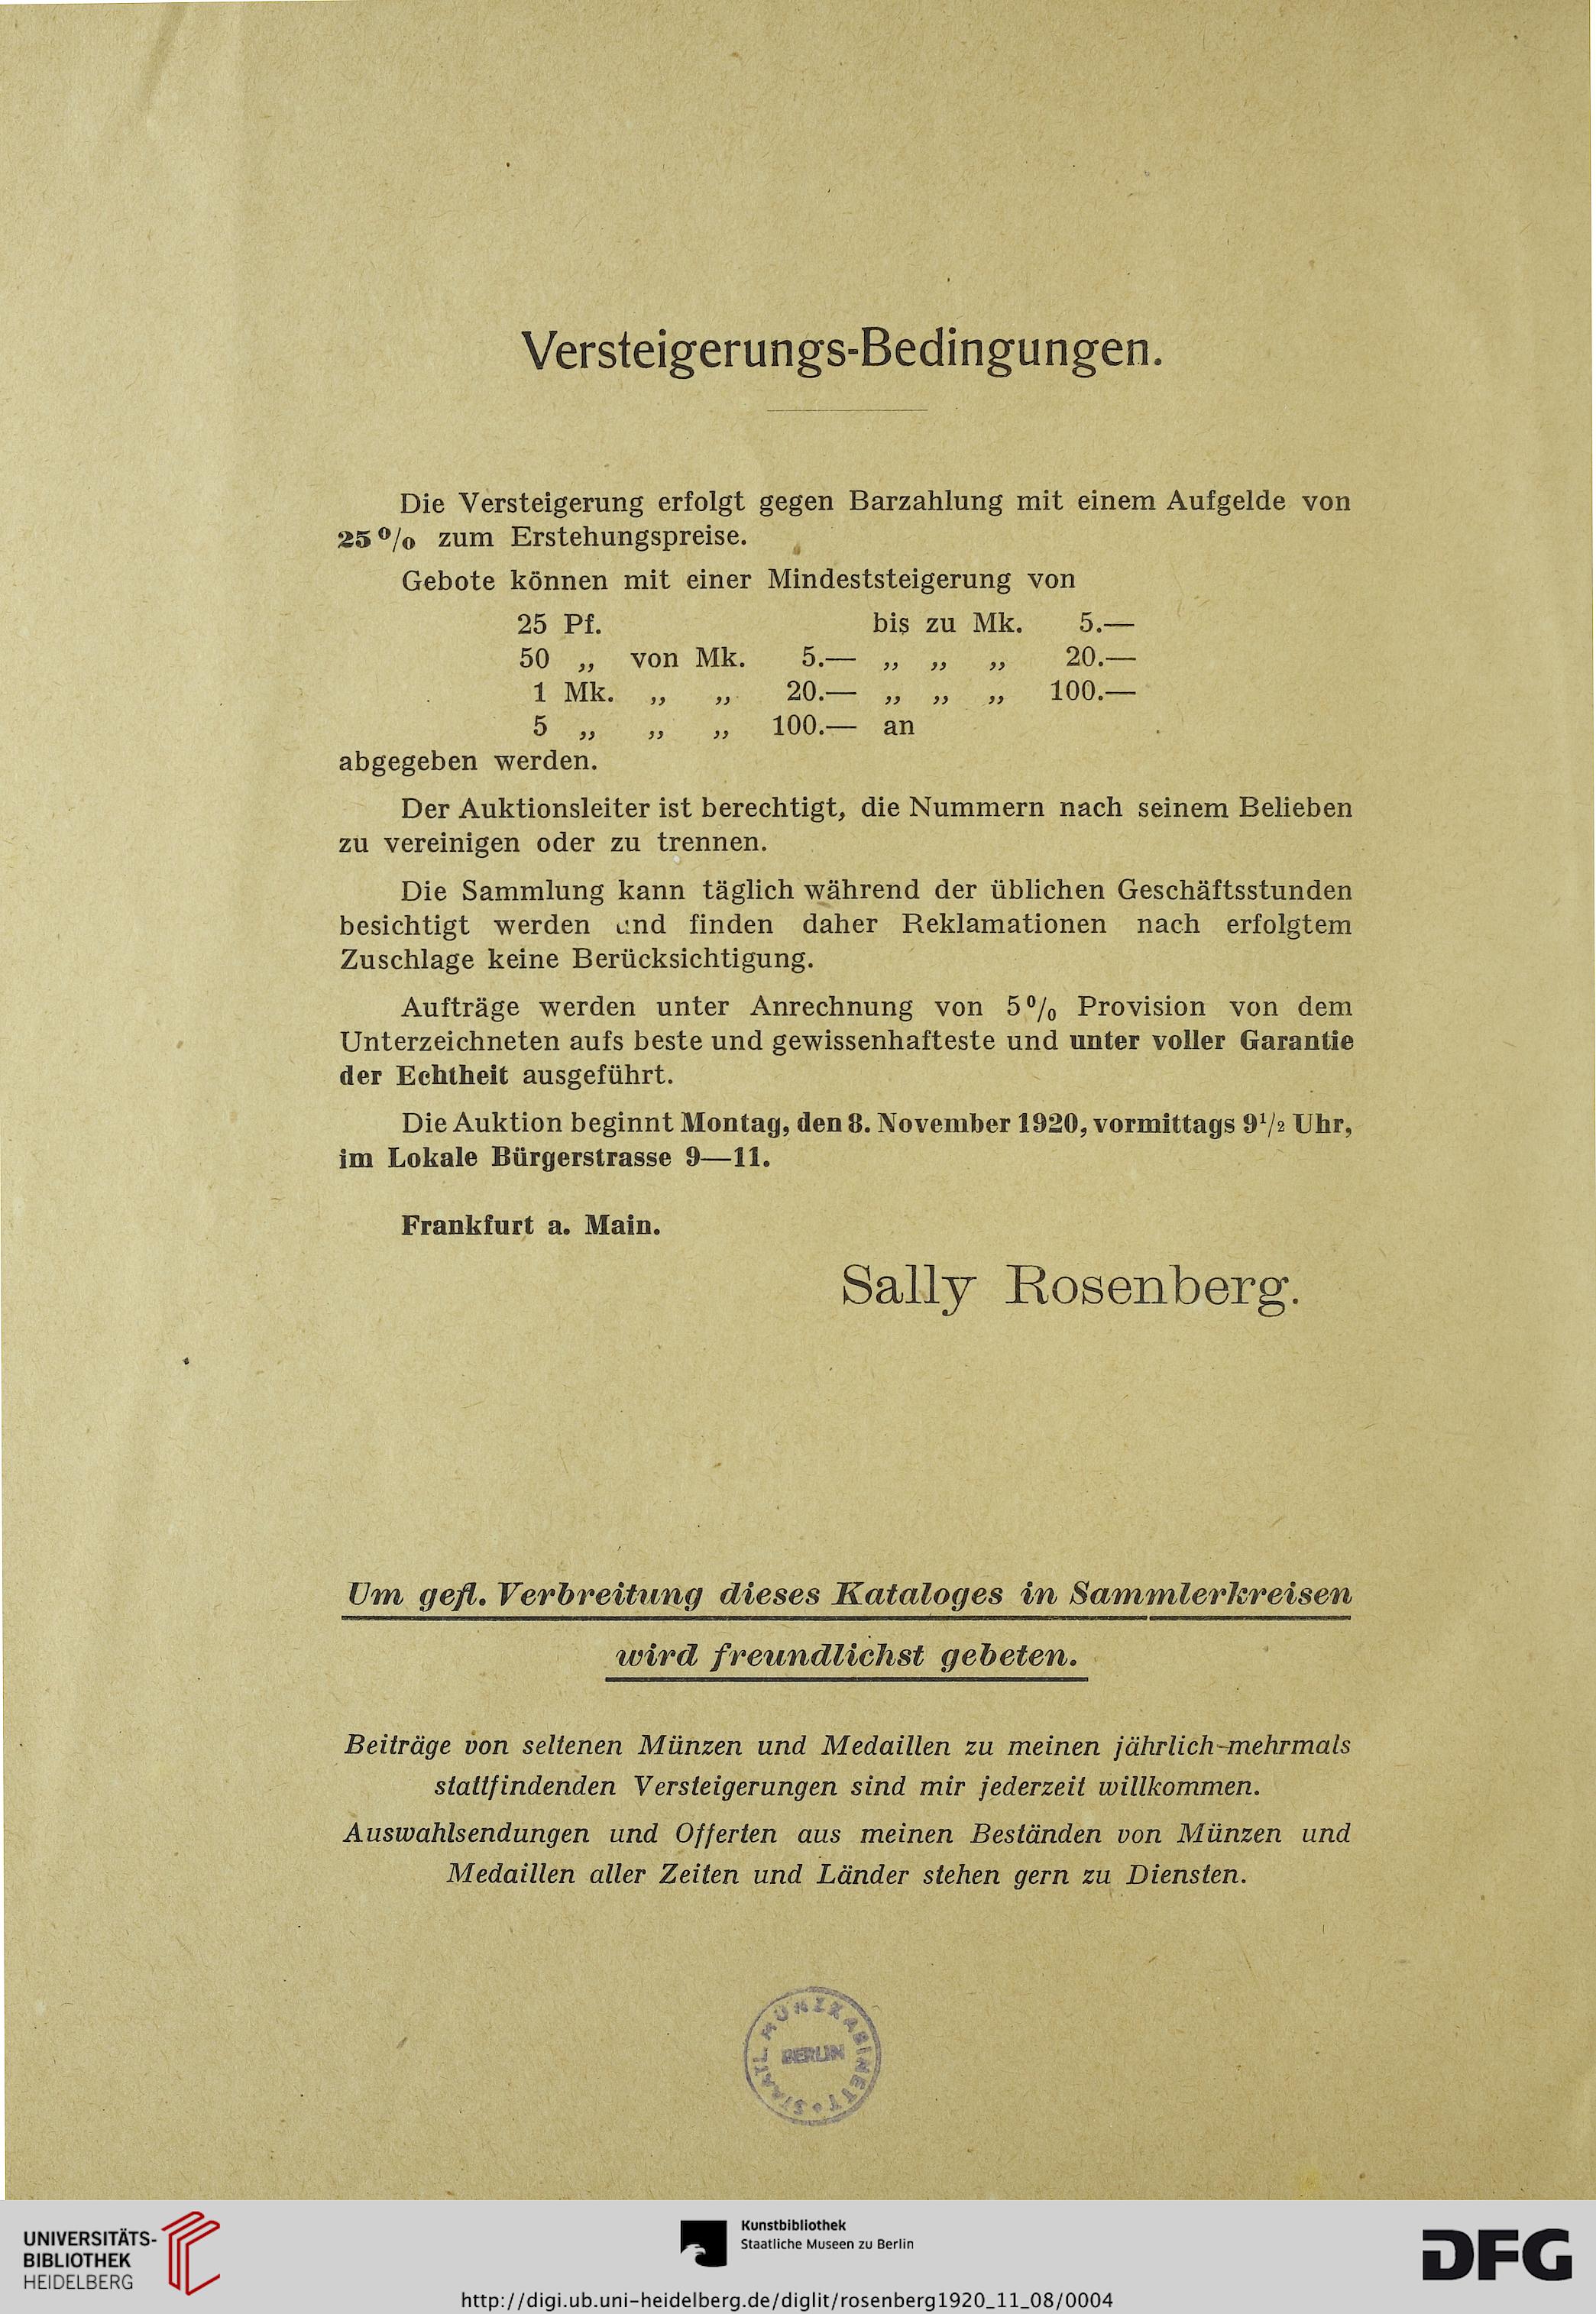 Versteigerungs-Bedingungen.
Die Versteigerung erfolgt gegen Barzahlung mit einem Aufgelde von
25 0/0 zum Erstehungspreise.
Gebote können mit einer Mindeststeigerung von
25 Pf. bis zu Mk. 5.—
50 „ von Mk. 5.— „ „ „ 20.—
1 Mk. „ „ 20.— „ „ „ 100.—
5 „ „ „ 100.— an
abgegeben werden.
Der Auktionsleiter ist berechtigt, die Nummern nach seinem Belieben
zu vereinigen oder zu trennen.
Die Sammlung kann täglich während der üblichen Geschäftsstunden
besichtigt werden und finden daher Reklamationen nach erfolgtem
Zuschlage keine Berücksichtigung.
Aufträge werden unter Anrechnung von 5 0/0 Provision von dem
Unterzeichneten aufs beste und gewissenhafteste und unter voller Garantie
der Echtheit ausgeführt.
Die Auktion beginnt Montag, den 8. November 1920, vormittags 9 1/2 Uhr,
im Lokale Bürgerstrasse 9—11.
Frankfurt a. Main.
Sally Rosenberg.
Um gefl. Verbreitung dieses Kataloges in Sammlerkreisen
wird freundlichst gebeten.
Beiträge von seltenen Münzen und Medaillen zu meinen jährlich mehrmals
stattfindenden Versteigerungen sind mir jederzeit willkommen.
Auswahlsendungen und Offerten aus meinen Beständen von Münzen und
Medaillen aller Zeiten und Länder stehen gern zu Diensten.
STAATL. MÜNZKABINETT
BERLIN
UNIVERSITÄTS-
BIBLIOTHEK
HEIDELBERG
Kunstbibliothek
Staatliche Museen zu Berlin
DFG
http://digi.ub.uni-heidelberg.de/diglit/rosenberg1920_11_08/0004